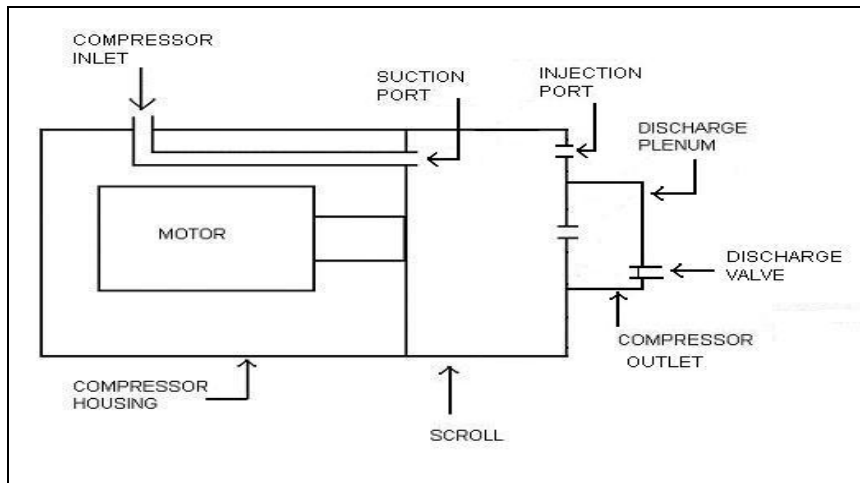 COMPRESSOR
INLET
SUCTION
PORT
INJECTION
PORT
DISCHARGE
PLENUM
MOTOR
DISCHARGE
VALVE
COMPRESSOR
OUTLET
COMPRESSOR
HOUSING
SCROLL